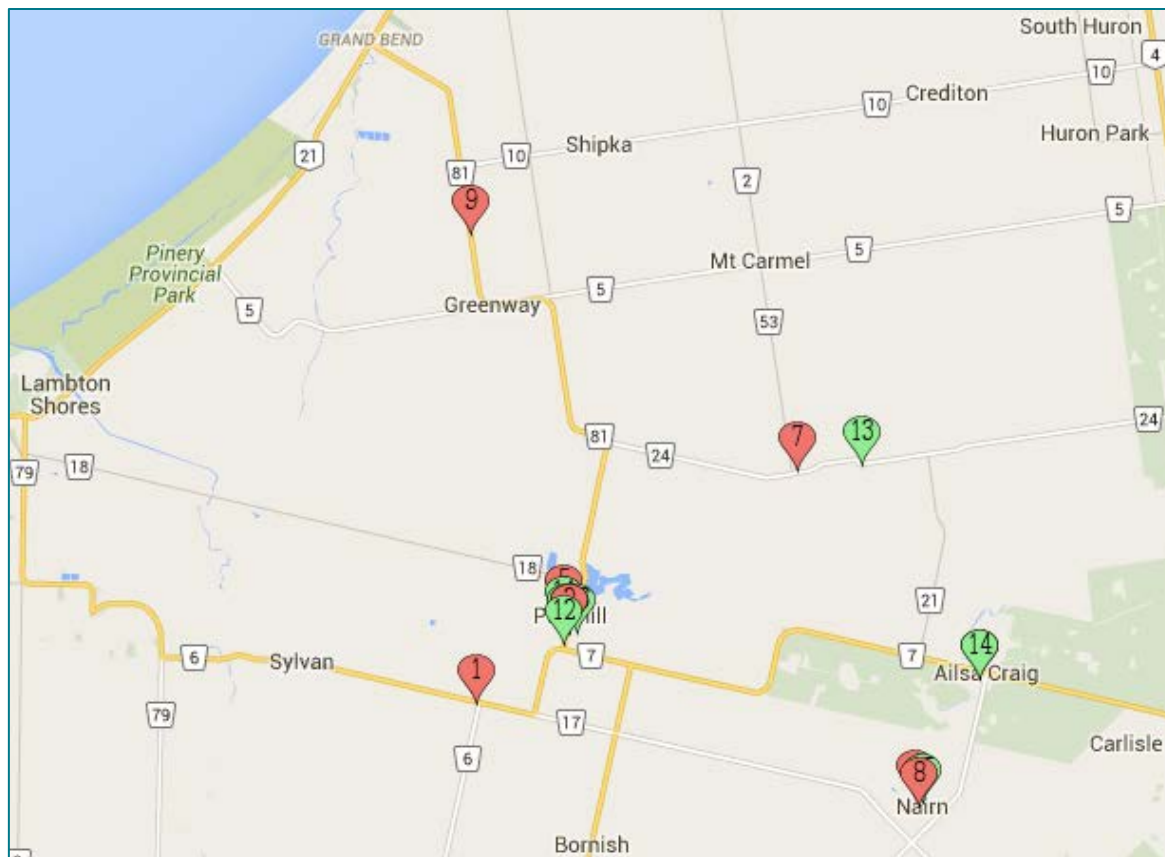 South Huron
GRAND BEND
4
10
Crediton
10
21
Huron Park
Shipka
10
81
2
9
5
Pinery
Provincial
Park
Mt Carmel
5
5
5
Greenway
53
Lambton
Shores
7
13
24
81
24
79
18
18
5
2
12
21
14
7
7
Ailsa Craig
6
Sylvan
1
79
17
6
Carlisle
8
Nairn
Bornish